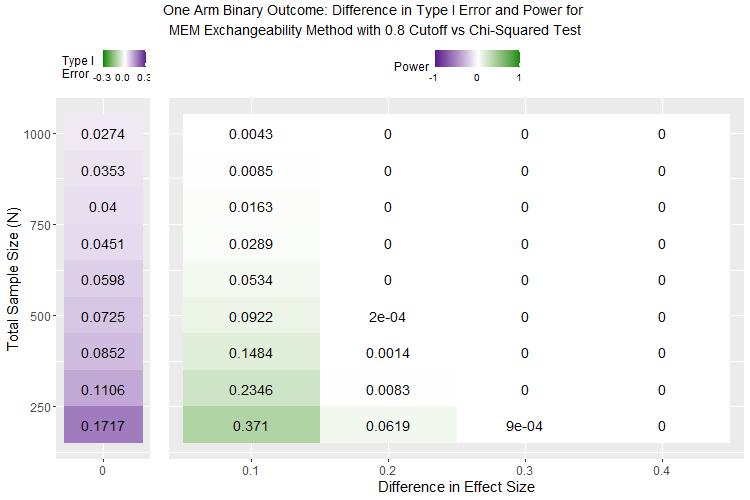 One Arm Binary Outcome: Difference in Type I Error and Power for
MEM Exchangeability Method with 0.8 Cutoff vs Chi-Squared Test
Type I
Error
-0.3 0.0 0.3
Power
-1 0 1
Total Sample Size (N)
1000 0.0274 0.0043 0 0 0
0.0353 0.0085 0 0 0
0.04 0.0163 0 0 0
750
0.0451 0.0289 0 0 0
0.0598 0.0534 0 0 0
500 0.0725 0.0922 2e-04 0 0
0.0852 0.1484 0.0014 0 0
0.1106 0.2346 0.0083 0 0
250
0.1717 0.371 0.0619 9e-04 0
0 0.1 0.2 0.3 0.4
Difference in Effect Size